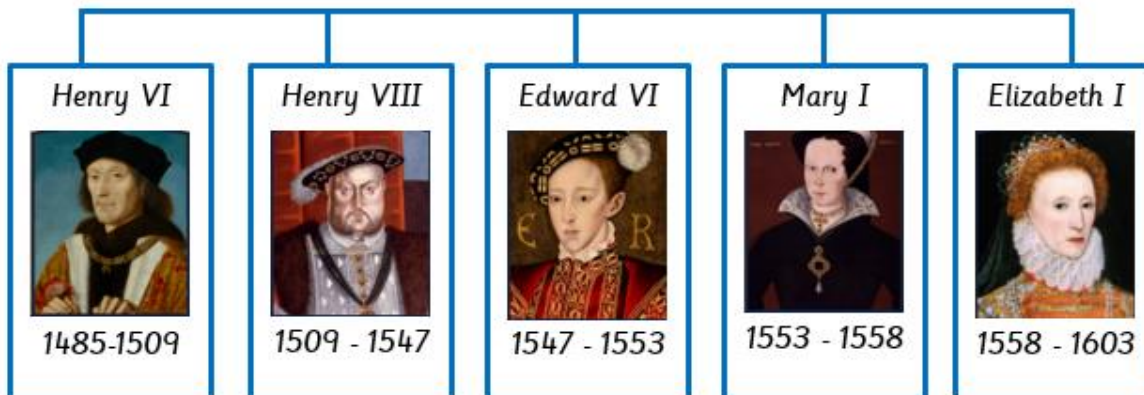 Henry VI
1485-1509
Henry VIII
1509 - 1547
Edward VI
E R
1547 - 1553
Mary I
1553 - 1558
Elizabeth I
1558 - 1603